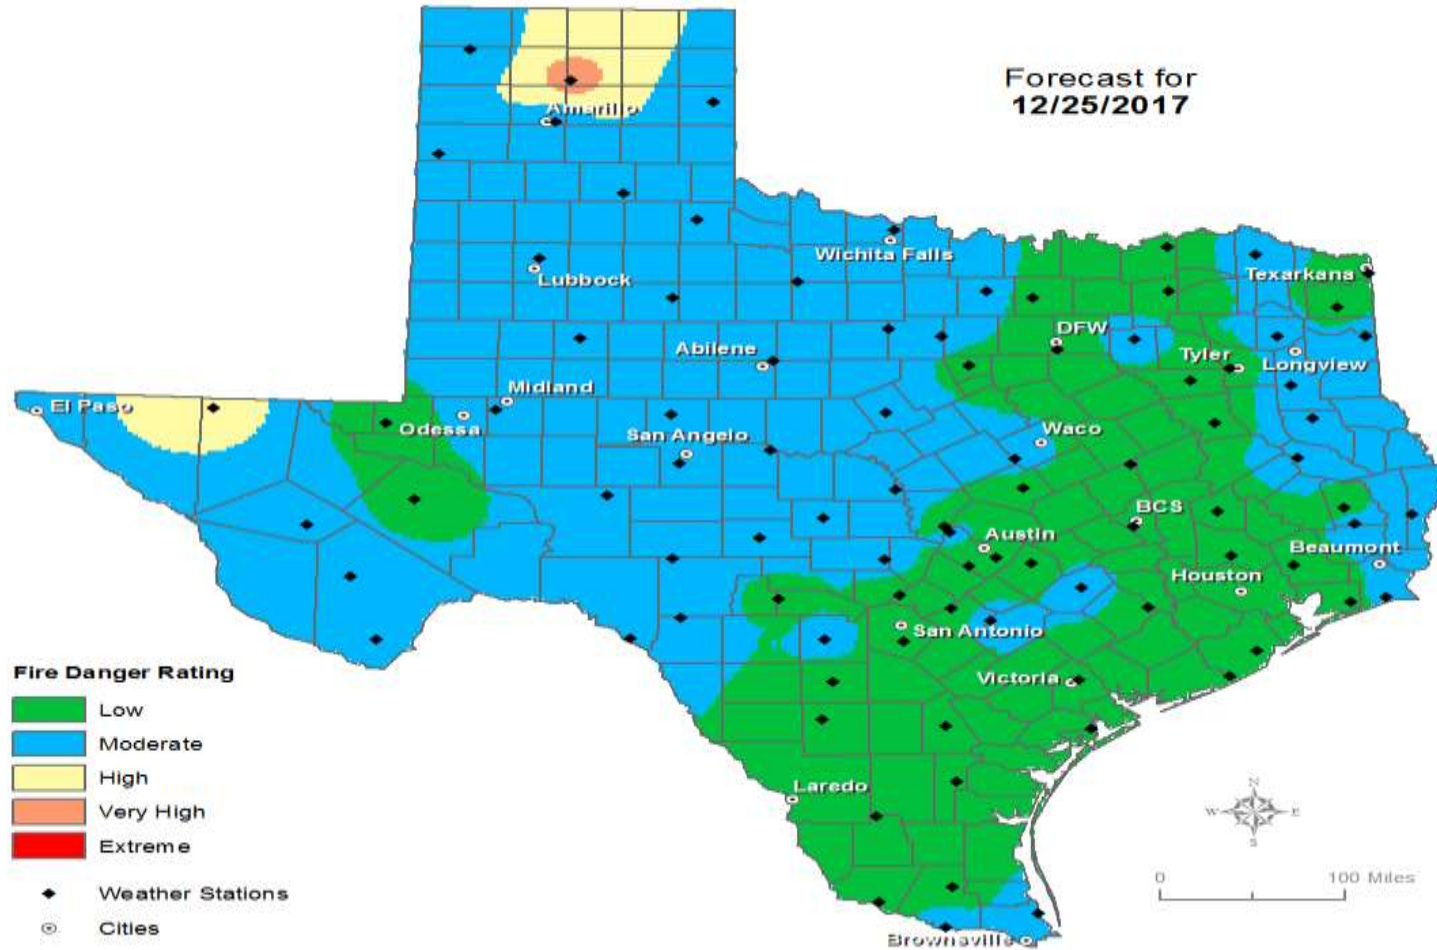 Forecast for
12/25/2017
Amarillo
Wichita Falls
Texarkana
Lubbock
DFW
Abilene
Tyler
Longview
Midland
El Paso
Odessa
San Angelo
Waco
BCS
Austin
Beaumont
Houston
San Antonio
Victoria
Laredo
Brownsville
Fire Danger Rating
Low
Moderate
High
Very High
Extreme
Weather Stations
Cities
N
W E
S
0 100 Miles